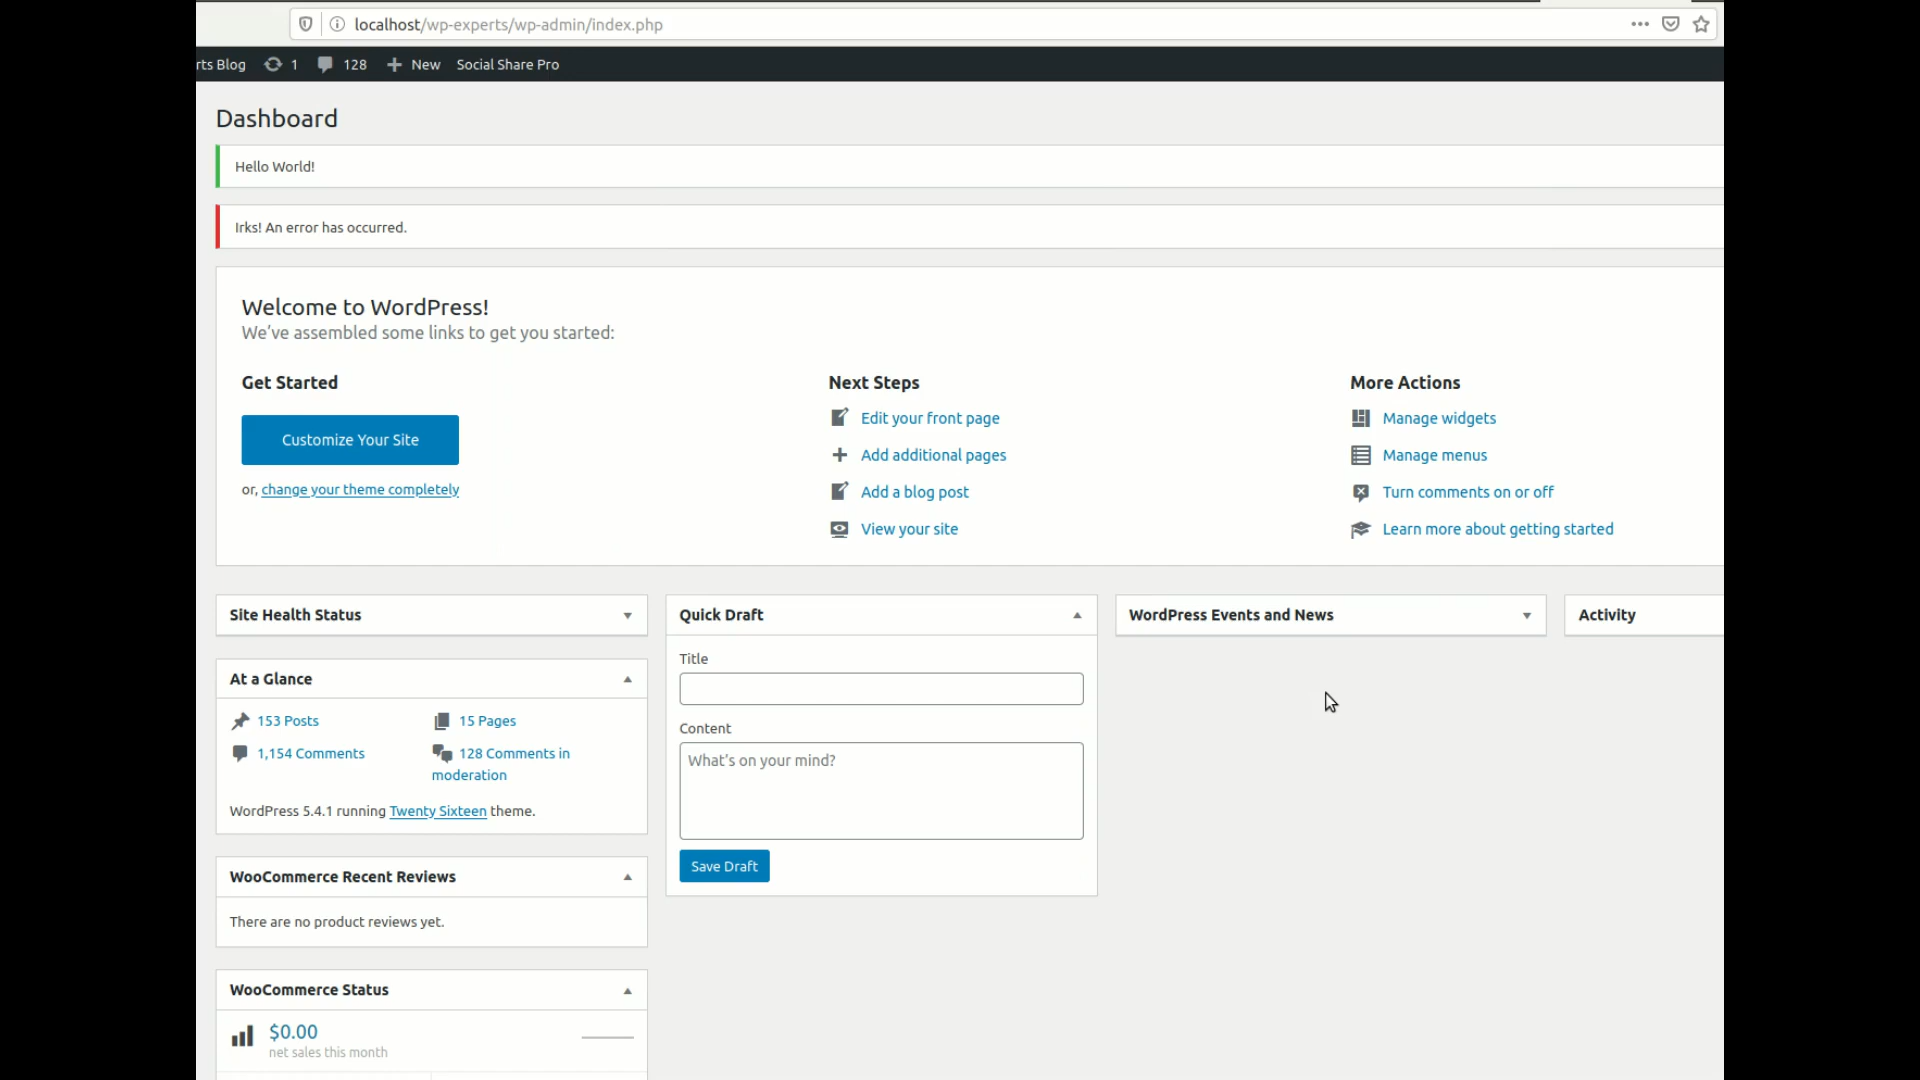 localhost/wp-experts/wp-admin/index.php
rts Blog 1 128 New Social Share Pro
Dashboard
Hello World!
Irks! An error has occurred.
Welcome to WordPress!
We've assembled some links to get you started:
Get Started
Customize Your Site
or, change your theme completely
Next Steps
Edit your front page
Add additional pages
Add a blog post
View your site
More Actions
Manage widgets
Manage menus
Turn comments on or off
Learn more about getting started
Site Health Status
At a Glance
153 Posts
15 Pages
1,154 Comments
128 Comments in
moderation
WordPress 5.4.1 running Twenty Sixteen theme.
WooCommerce Recent Reviews
There are no product reviews yet.
WooCommerce Status
$0.00
net sales this month
Quick Draft
Title
Content
What's on your mind?
Save Draft
WordPress Events and News
Activity